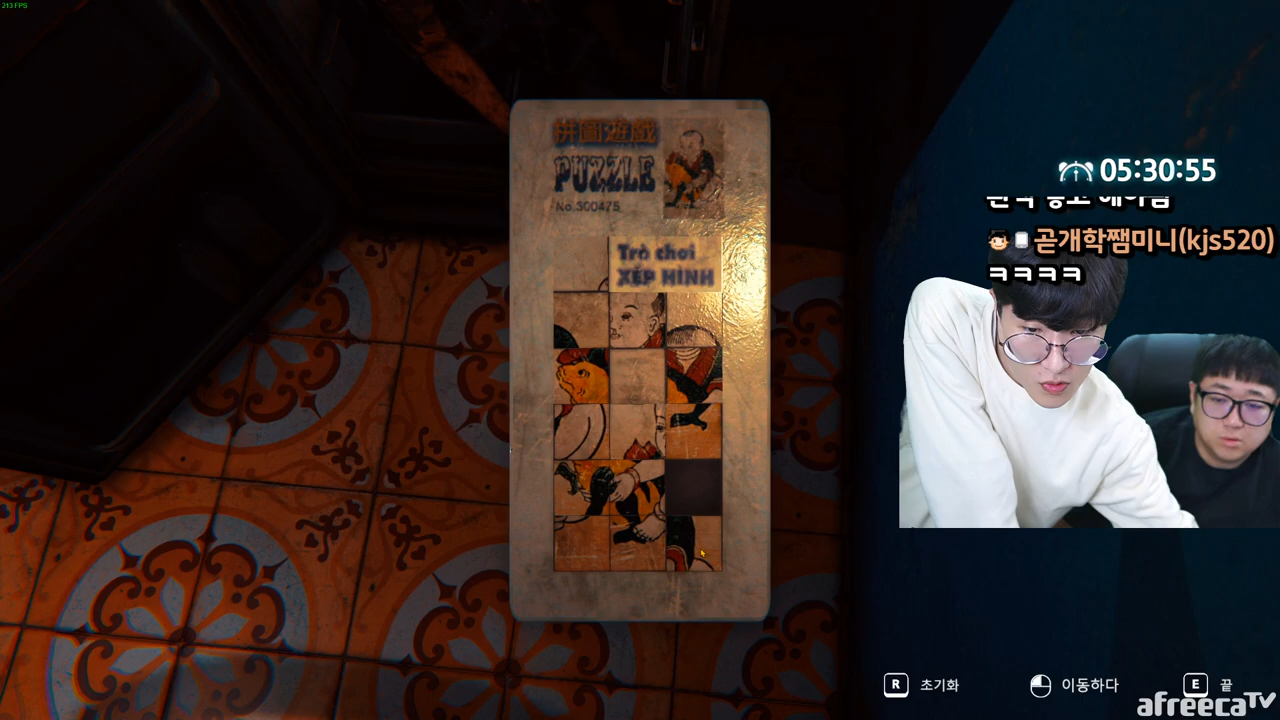 213 FPS
拼圖遊戲
PUZZLE
No.300475
Trò chơi
XẾP HÌNH
05:30:55
곧개학쨈미니(kjs520)
ㅋㅋㅋㅋ
R 초기화
이동하다
E 끝
afreecaTV